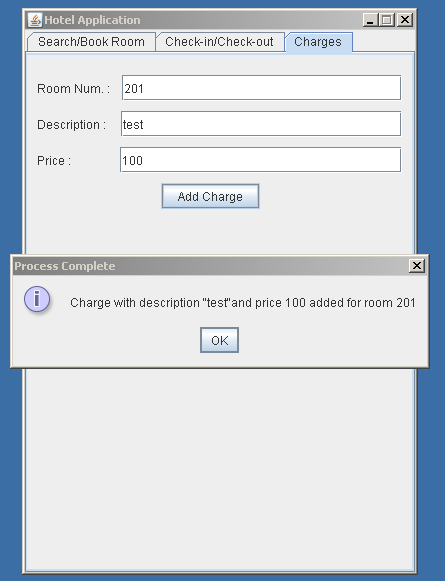 Hotel Application
Search/Book Room Check-in/Check-out Charges
Room Num. : 201
Description : test
Price : 100
Add Charge
Process Complete
Charge with description "test"and price 100 added for room 201
OK